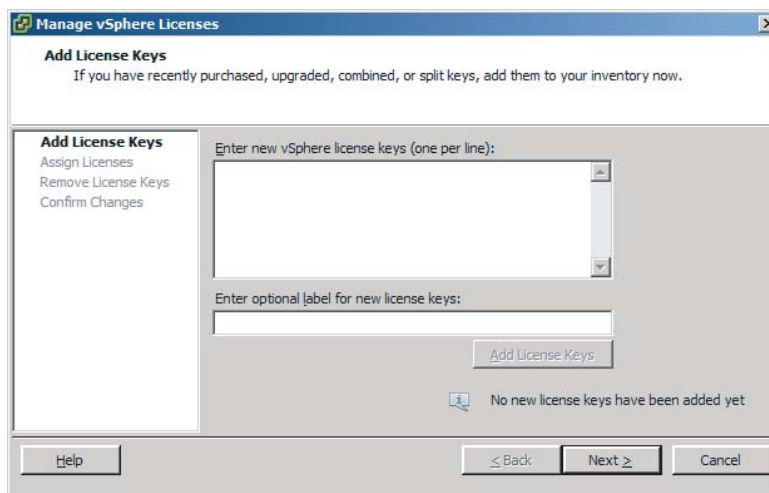 Manage vSphere Licenses
Add License Keys
If you have recently purchased, upgraded, combined, or split keys, add them to your inventory now.
Add License Keys
Assign Licenses
Remove License Keys
Confirm Changes
Enter new vSphere license keys (one per line):
Enter optional label for new license keys:
Add License Keys
No new license keys have been added yet
Help
< Back
Next >
Cancel